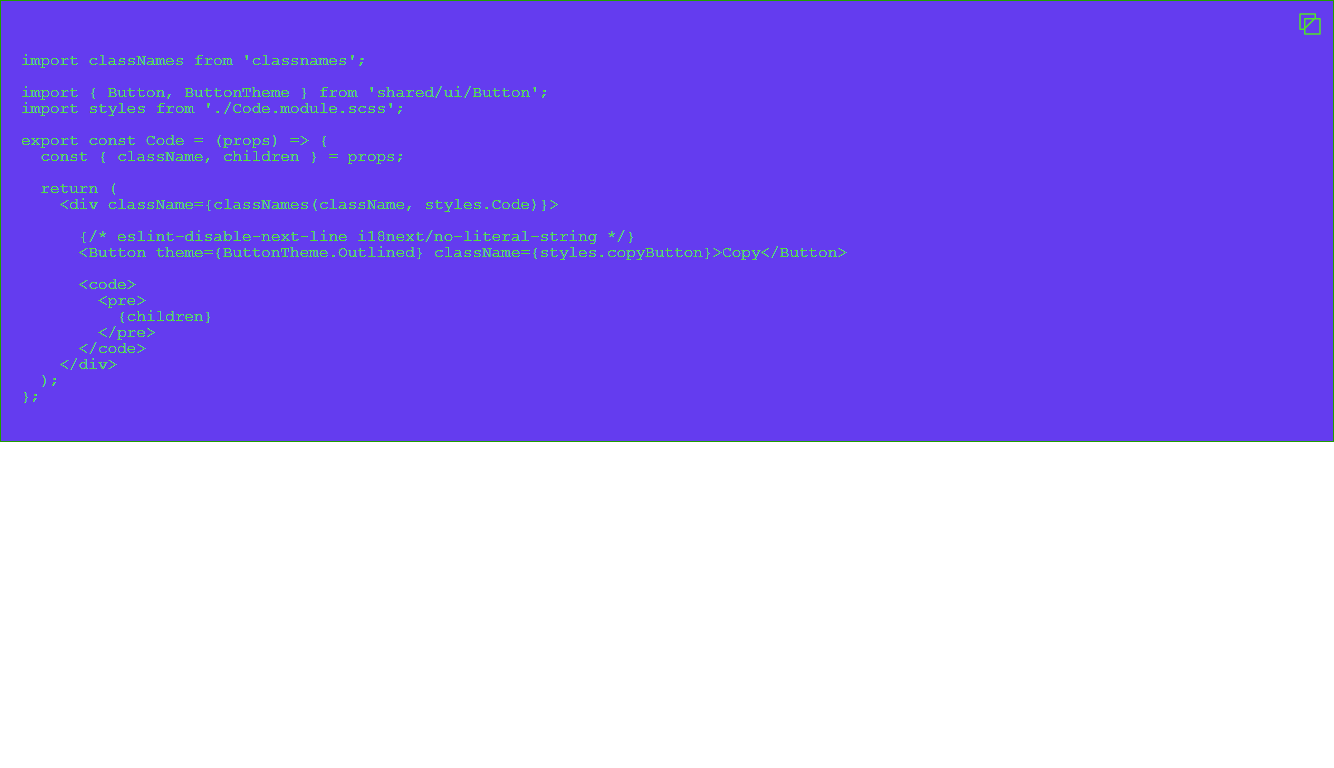 import classNames from 'classnames';
import { Button, ButtonTheme } from 'shared/ui/Button';
import styles from './Code.module.scss';
export const Code = (props) => {
  const { className, children } = props;
  return (
    <div className={classNames(className, styles.Code)}>
      {/* eslint-disable-next-line i18next/no-literal-string */}
      <Button theme={ButtonTheme.Outlined} className={styles.copyButton}>Copy</Button>
      <code>
        <pre>
          {children}
        </pre>
      </code>
    </div>
  );
};